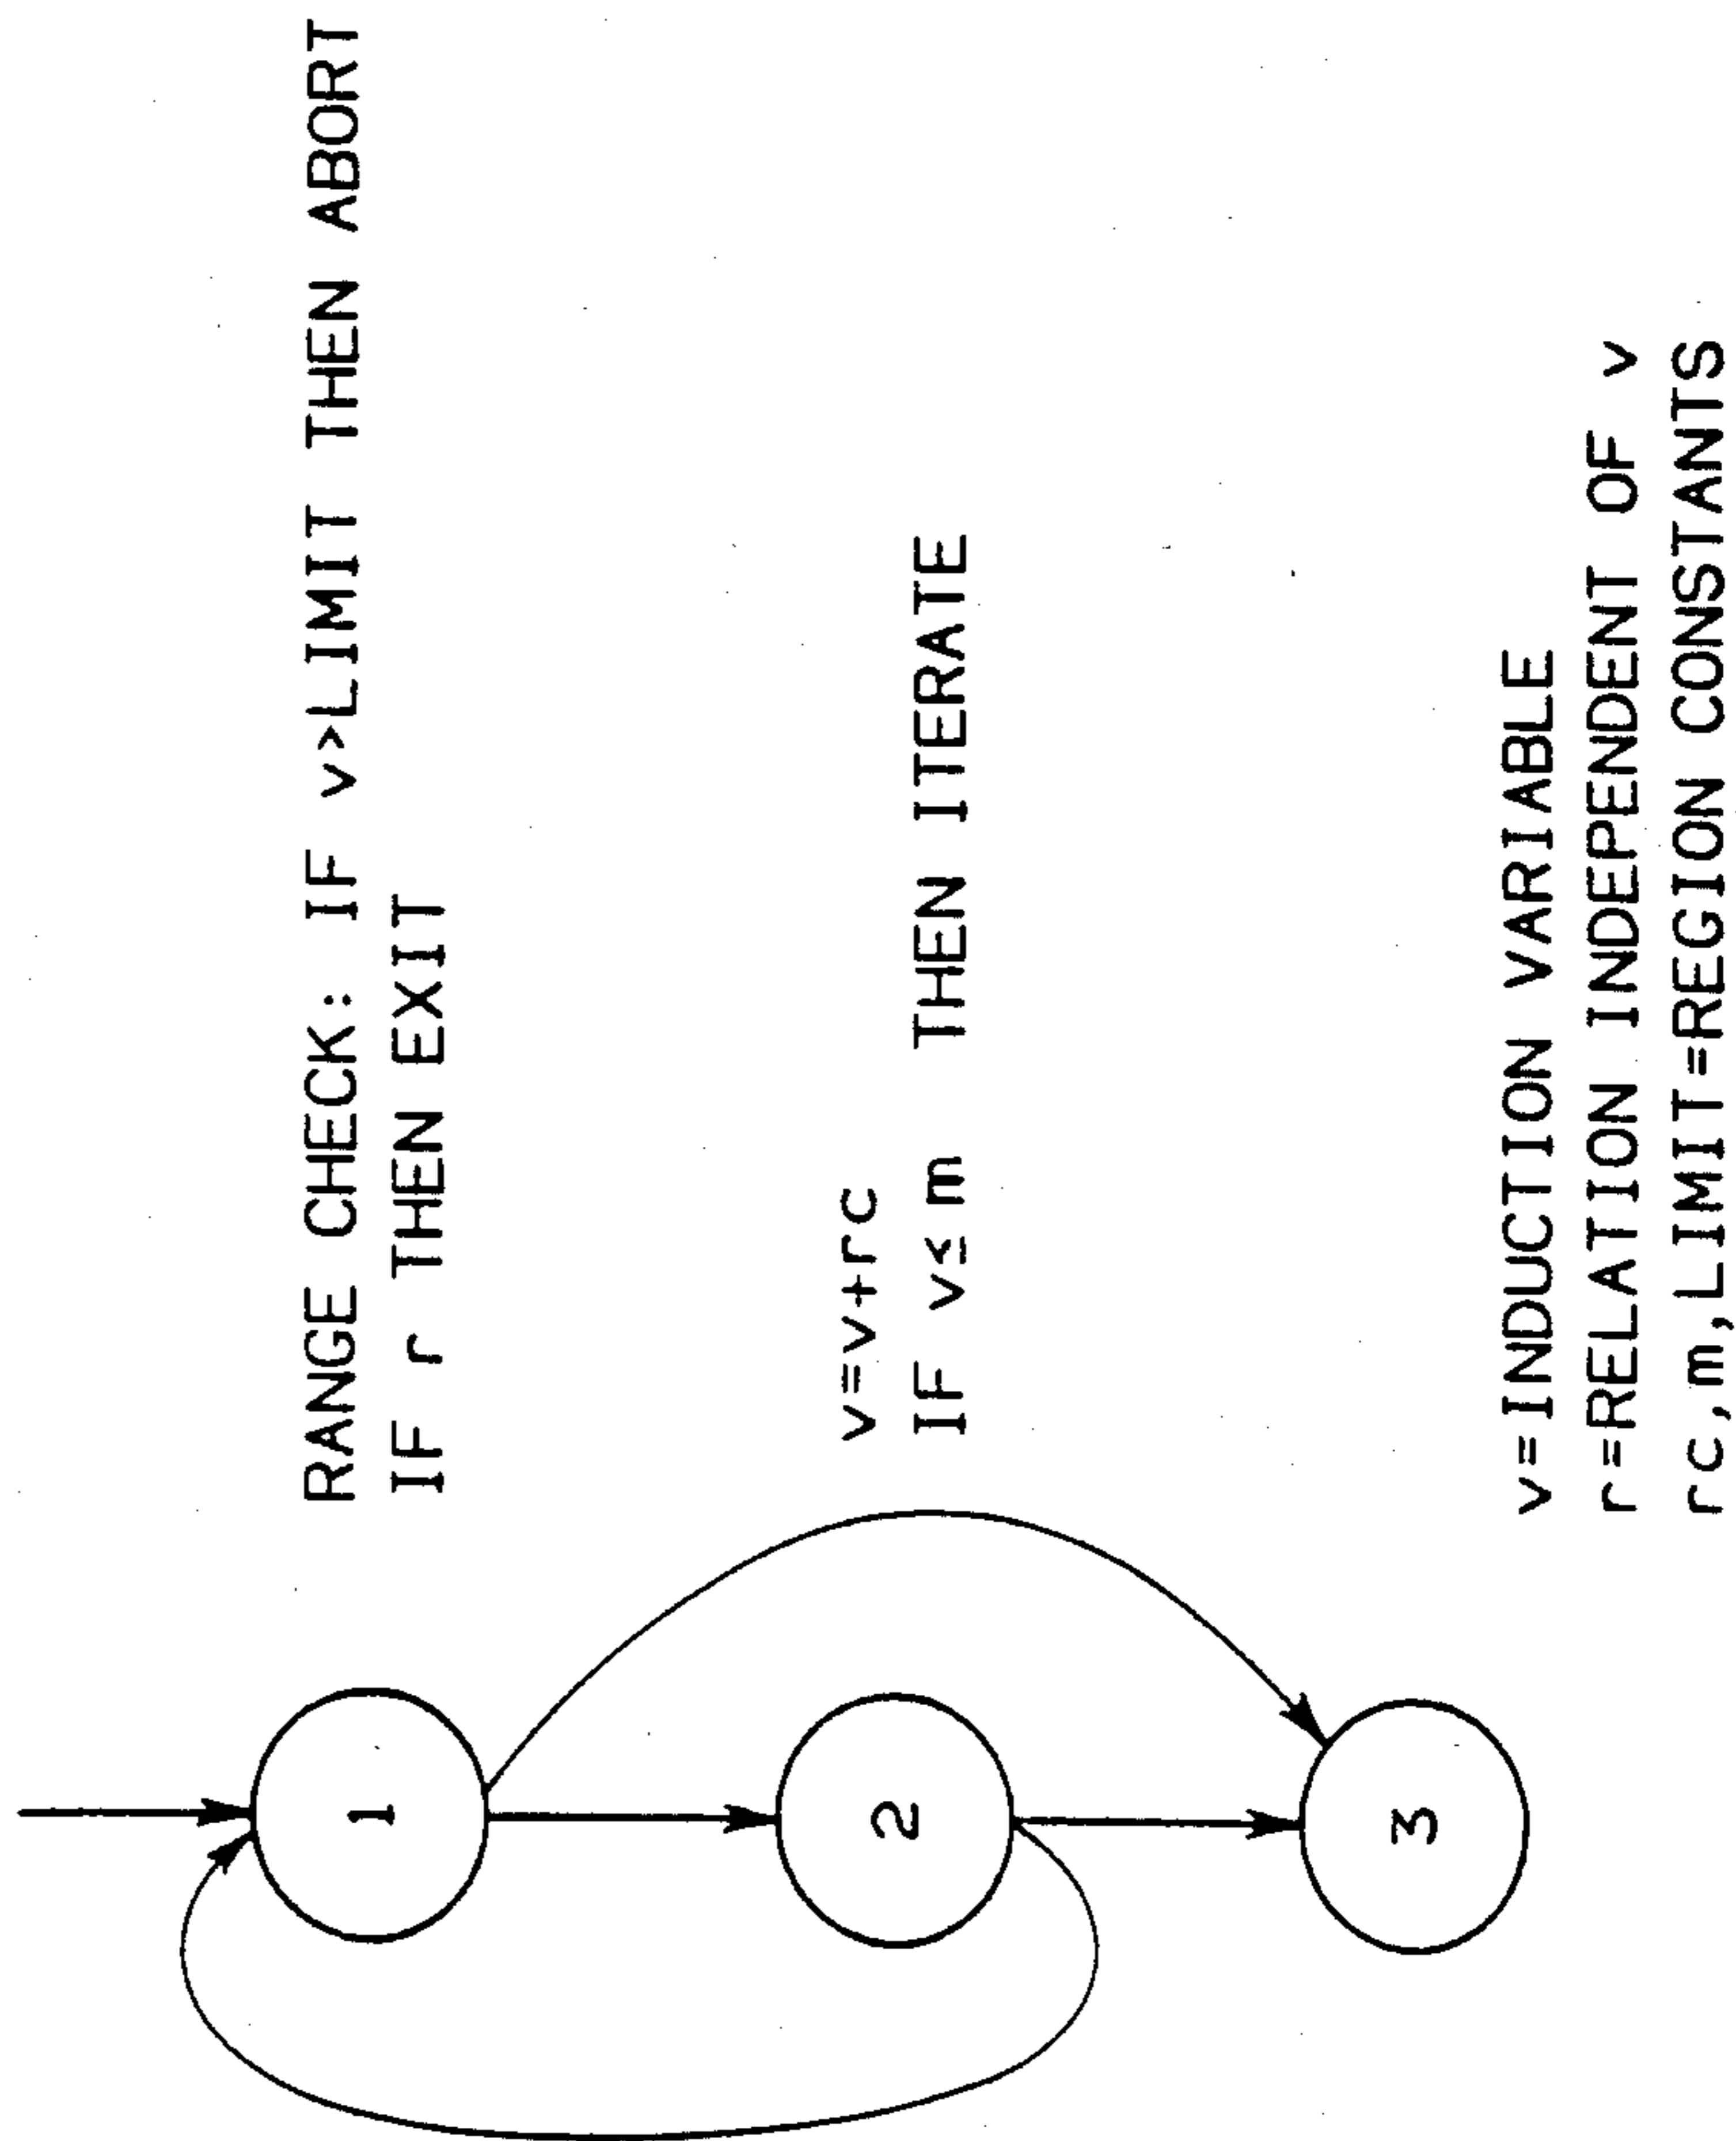 RANGE CHECK: IF v>LIMIT THEN ABORT
IF r THEN EXIT
1
v=v+rc
IF v≤ m THEN ITERATE
2
v=INDUCTION VARIABLE
r=RELATION INDEPENDENT OF v
rc,m,LIMIT=REGION CONSTANTS
3